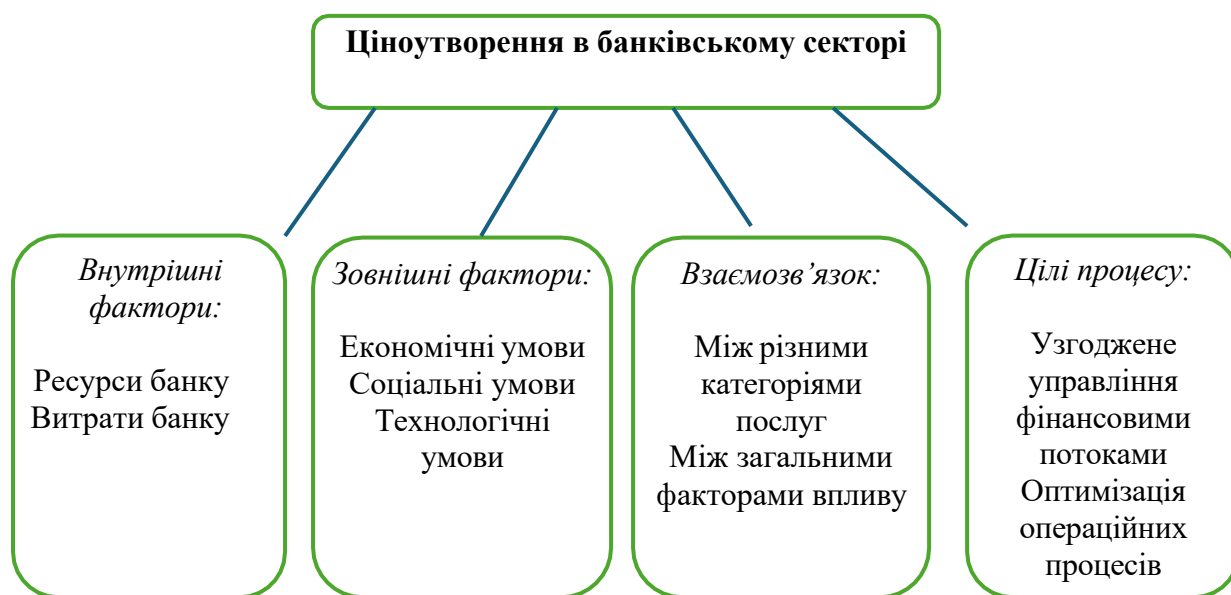 Ціноутворення в банківському секторі
Внутрішні
фактори:
Ресурси банку
Витрати банку
Зовнішні фактори:
Економічні умови
Соціальні умови
Технологічні
умови
Взаємозв’язок:
Між різними
категоріями
послуг
Між загальними
факторами впливу
Цілі процесу:
Узгоджене
управління
фінансовими
потоками
Оптимізація
операційних
процесів